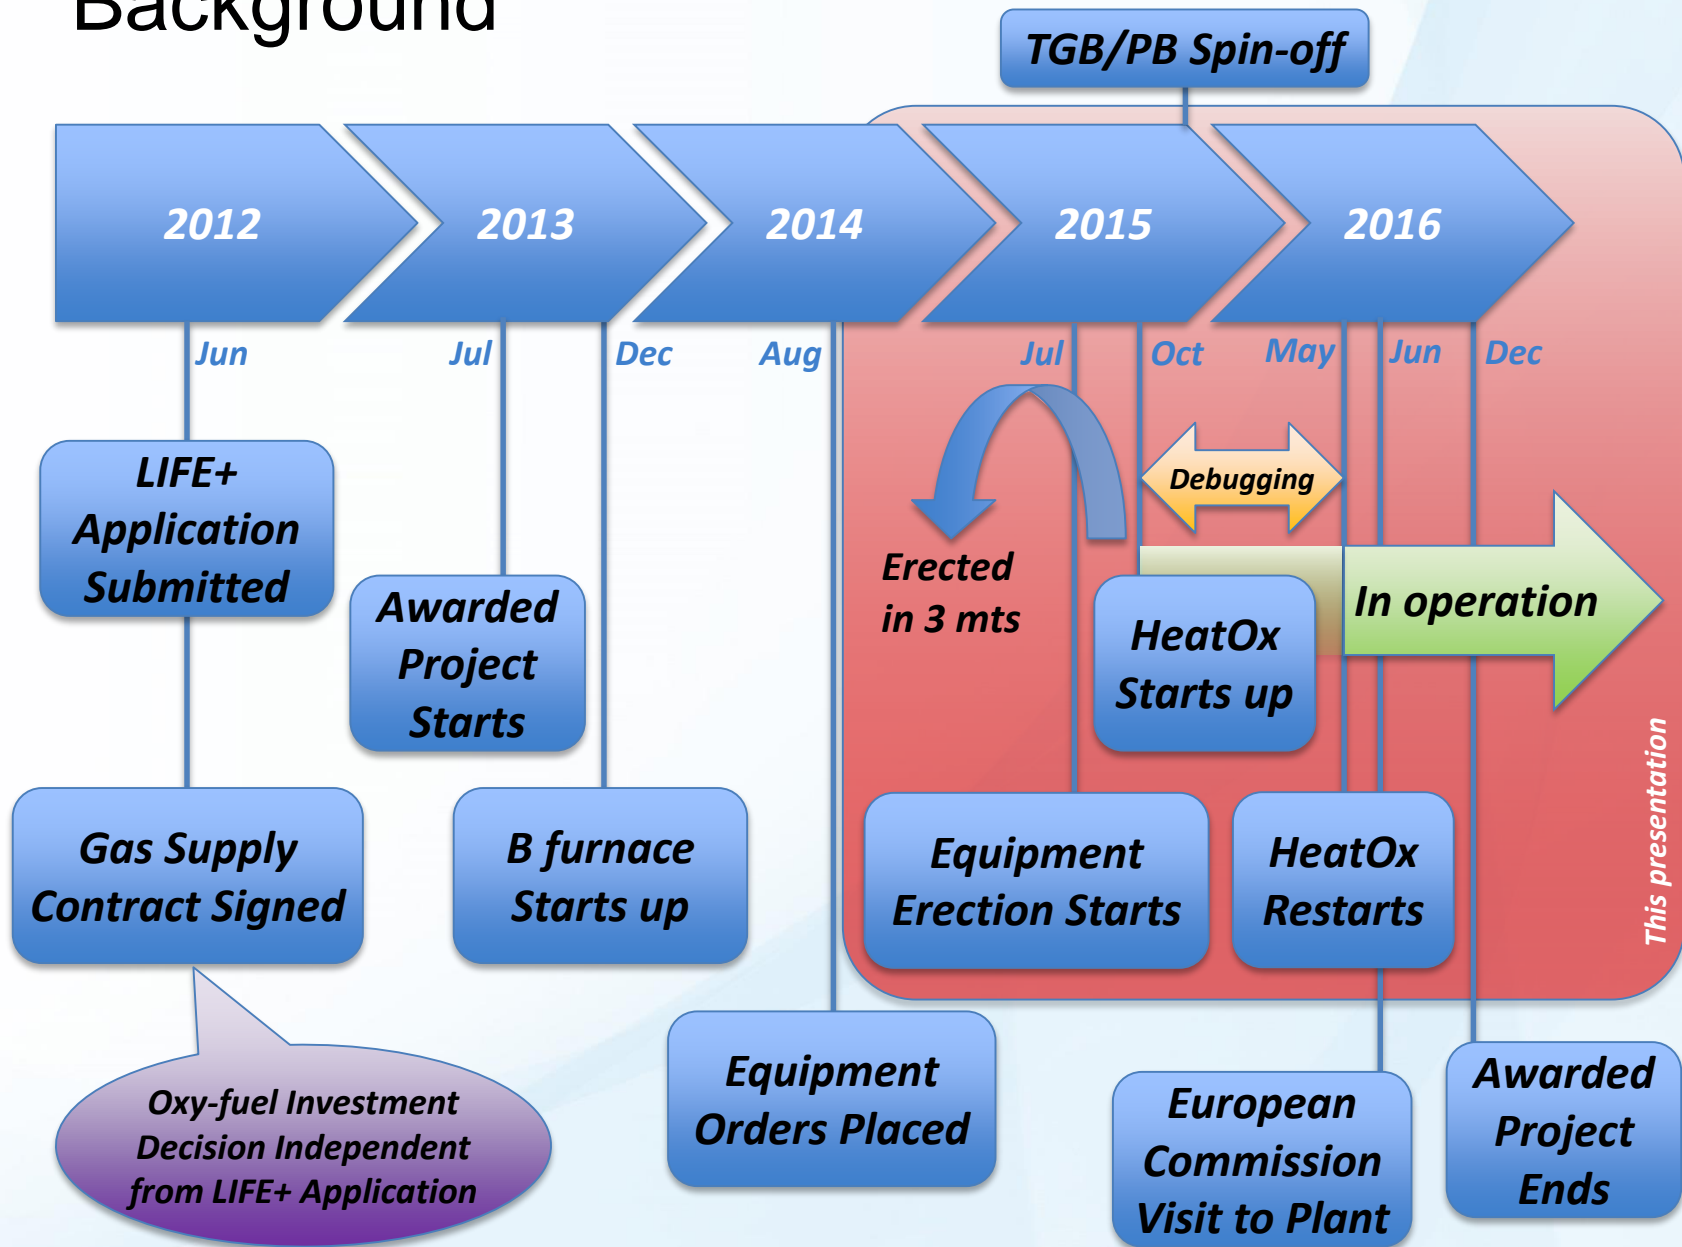 Background
TGB/PB Spin-off
2012
2013
2014
2015
2016
Jun
Jul
Dec
Aug
Jul
Oct
May
Jun
Dec
LIFE+
Application
Submitted
Gas Supply
Contract Signed
Oxy-fuel Investment
Decision Independent
from LIFE+ Application
Awarded
Project
Starts
B furnace
Starts up
Equipment
Orders Placed
Erected
in 3 mts
Debugging
HeatOx
Starts up
In operation
Equipment
Erection Starts
HeatOx
Restarts
This presentation
European
Commission
Visit to Plant
Awarded
Project
Ends